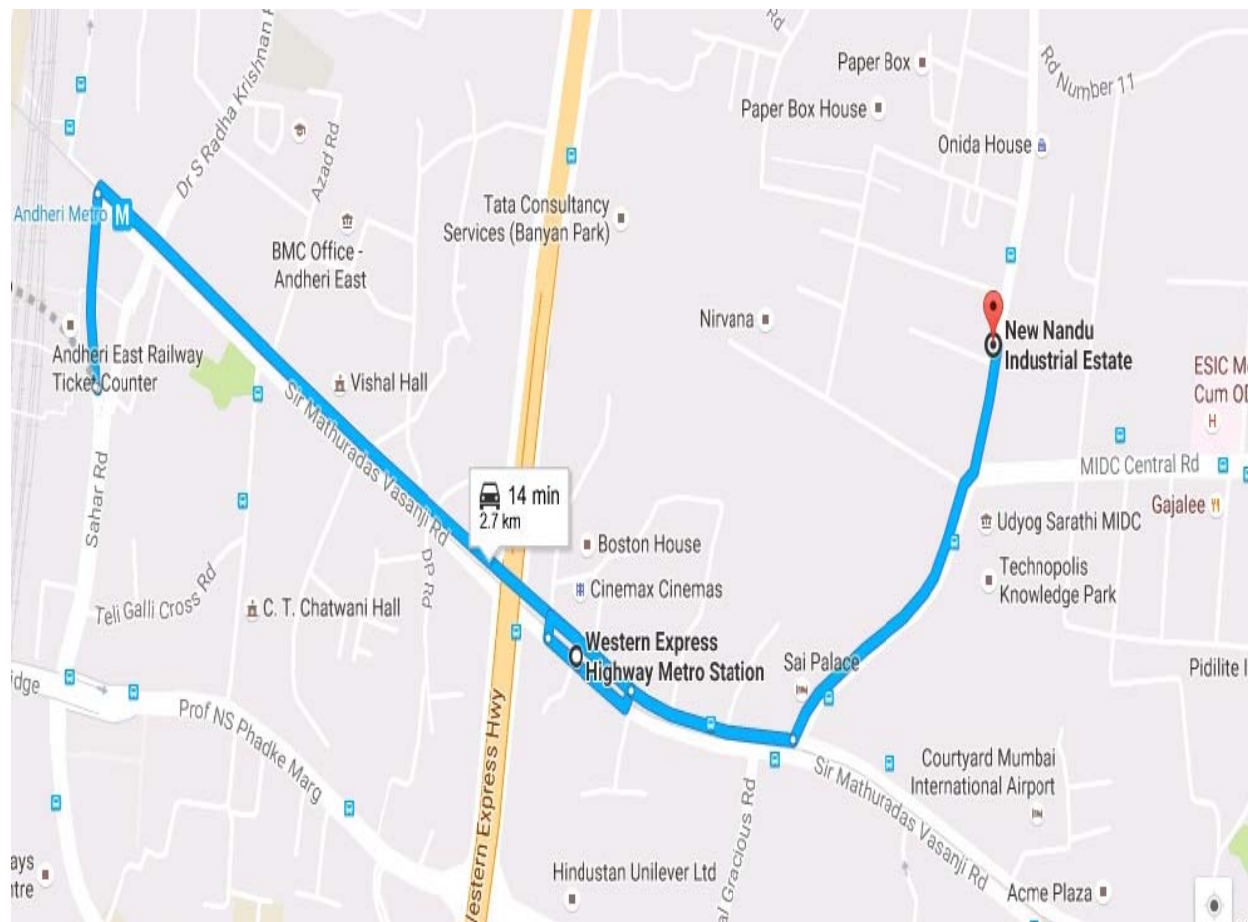 Rd
Paper Box
Rd Number 11
Paper Box House
Onida House
Dr S Radha Krishnan
Azad Rd
Andheri Metro
M
Tata Consultancy
Services (Banyan Park)
BMC Office -
Andheri East
Nirvana
New Nandu
Industrial Estate
Andheri East Railway
Ticket Counter
Vishal Hall
ESIC
Cum
H
Sir Mathuradas Vasanji Rd
MIDC Central Rd
14 min
2.7 km
Gajalee
Sahar Rd
Boston House
Udyog Sarathi MIDC
DP Rd
Cinemax Cinemas
Technopolis
Knowledge Park
Teli Galli Cross Rd
C. T. Chatwani Hall
Western Express
Highway Metro Station
Sai Palace
Pidilite
Prof NS Phadke Marg
Western Express Hwy
Courtyard Mumbai
International Airport
Sir Mathuradas Vasanji Rd
Gracious Rd
Hindustan Unilever Ltd
Acme Plaza